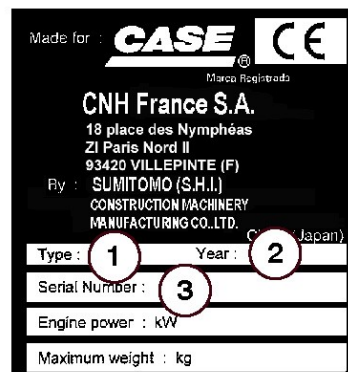 Made for : CASE ® CE
Marca Registrada
CNH France S.A.
18 place des Nymphéas
ZI Paris Nord II
93420 VILLEPINTE (F)
By : SUMITOMO (S.H.I.)
CONSTRUCTION MACHINERY
MANUFACTURING CO..LTD.
(Japan)
Type : 1 Year : 2
Serial Number : 3
Engine power : kW
Maximum weight : kg